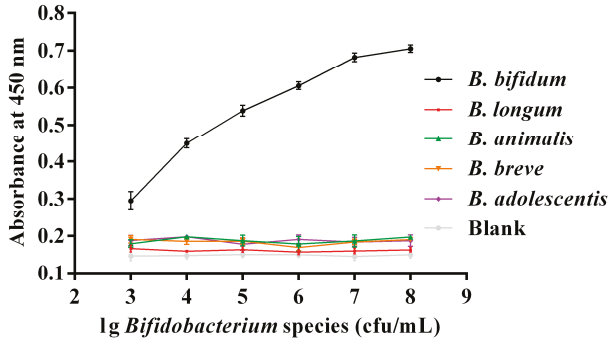 0.8
0.7
0.6
0.5
0.4
0.3
0.2
0.1
Absorbance at 450 nm
2 3 4 5 6 7 8 9
lg Bifidobacterium species (cfu/mL)
B. bifidum
B. longum
B. animalis
B. breve
B. adolescentis
Blank